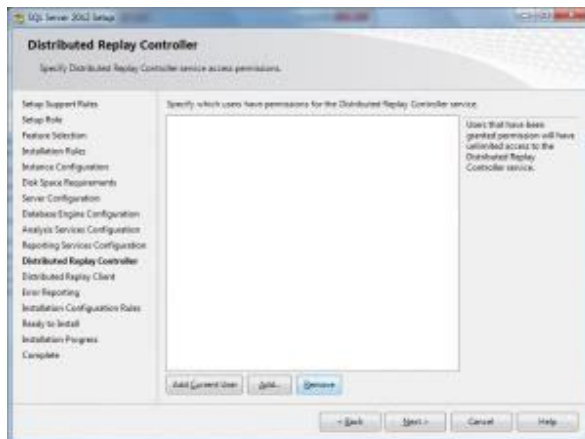 SQL Server 2012 Setup
Distributed Replay Controller
Specify Distributed Replay Controller service access permissions.
Setup Support Rules
Setup Role
Feature Selection
Installation Rules
Instance Configuration
Disk Space Requirements
Server Configuration
Database Engine Configuration
Analysis Services Configuration
Reporting Services Configuration
Distributed Replay Controller
Distributed Replay Client
Error Reporting
Installation Configuration Rules
Ready to Install
Installation Progress
Complete
Specify which users have permissions for the Distributed Replay Controller service.
Users that have been
granted permission will have
unlimited access to the
Distributed Replay
Controller service.
Add Current User
Add...
Remove
< Back
Next >
Cancel
Help